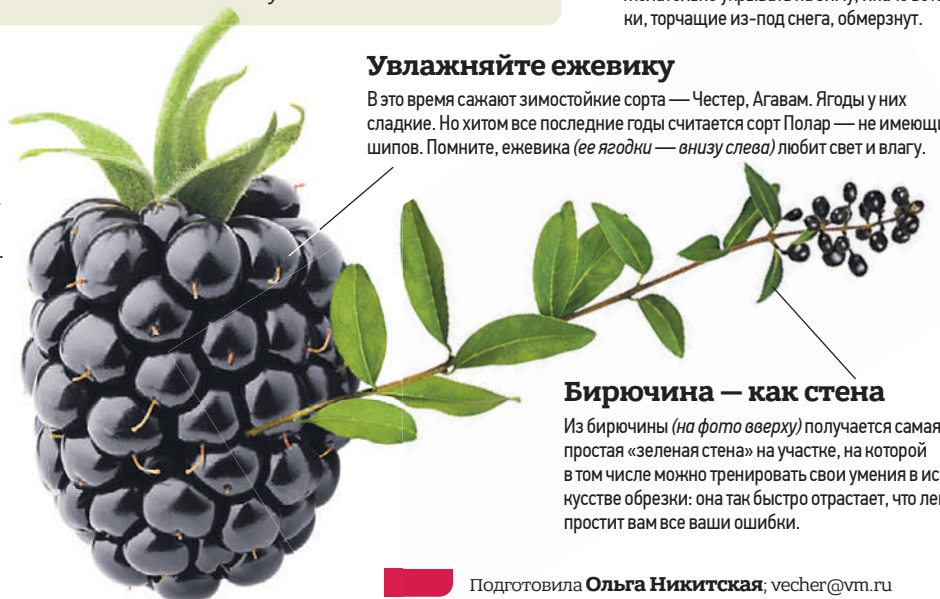 ки, торчащие из-под снега, обмерзнут.
Увлажняйте ежевику
В это время сажают зимостойкие сорта — Честер, Агавам. Ягоды у них
сладкие. Но хитом все последние годы считается сорт Полар — не имеющ
шипов. Помните, ежевика (ее ягодки — внизу слева) любит свет и влагу.
Бирючина — как стена
Из бирючины (на фото вверху) получается самая
простая «зеленая стена» на участке, на которой
в том числе можно тренировать свои умения в ис
кусстве обрезки: она так быстро отрастает, что ле
простит вам все ваши ошибки.
Подготовила Ольга Никитская; vecher@vm.ru